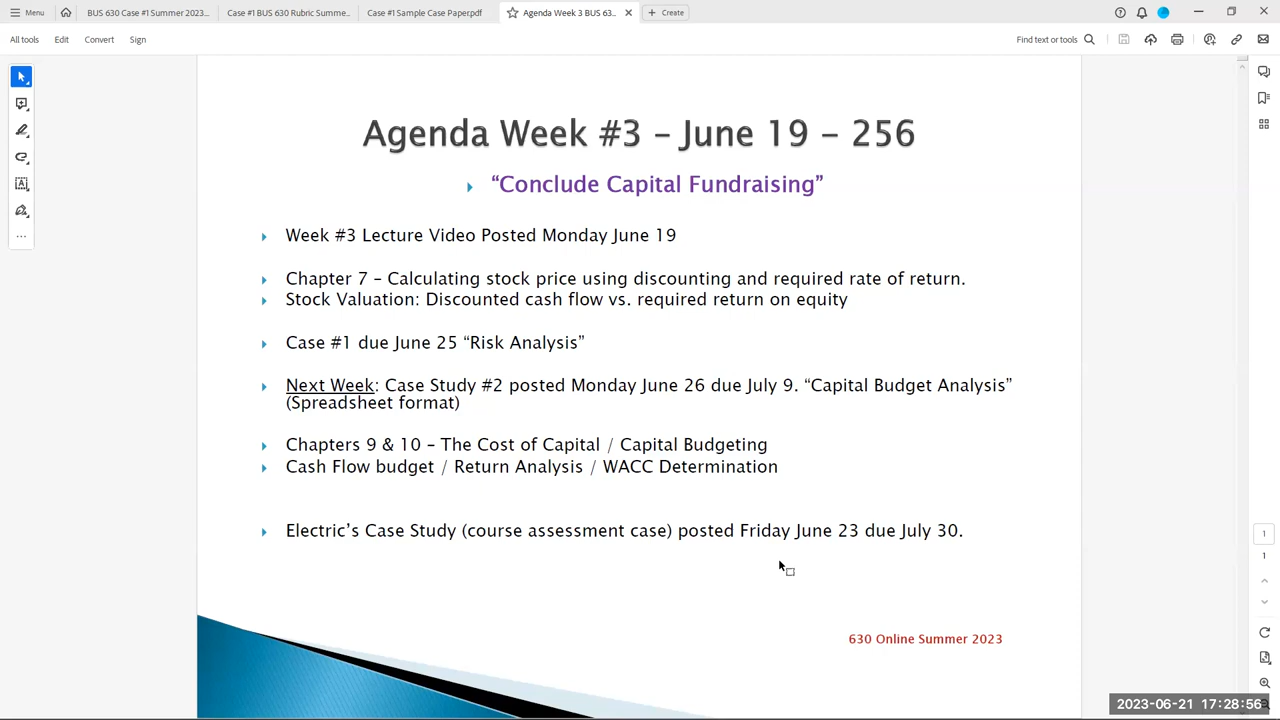 Menu
BUS 630 Case #1 Summer 2023...
Case #1 BUS 630 Rubric Summe...
Case #1 Sample Case Paper.pdf
Agenda Week 3 BUS 63...
Create
All tools
Edit
Convert
Sign
Find text or tools
Agenda Week #3 – June 19 – 256
“Conclude Capital Fundraising”
Week #3 Lecture Video Posted Monday June 19
Chapter 7 – Calculating stock price using discounting and required rate of return.
Stock Valuation: Discounted cash flow vs. required return on equity
Case #1 due June 25 “Risk Analysis”
Next Week: Case Study #2 posted Monday June 26 due July 9. “Capital Budget Analysis”
(Spreadsheet format)
Chapters 9 & 10 – The Cost of Capital / Capital Budgeting
Cash Flow budget / Return Analysis / WACC Determination
Electric’s Case Study (course assessment case) posted Friday June 23 due July 30.
630 Online Summer 2023
1
1
2023-06-21 17:28:56